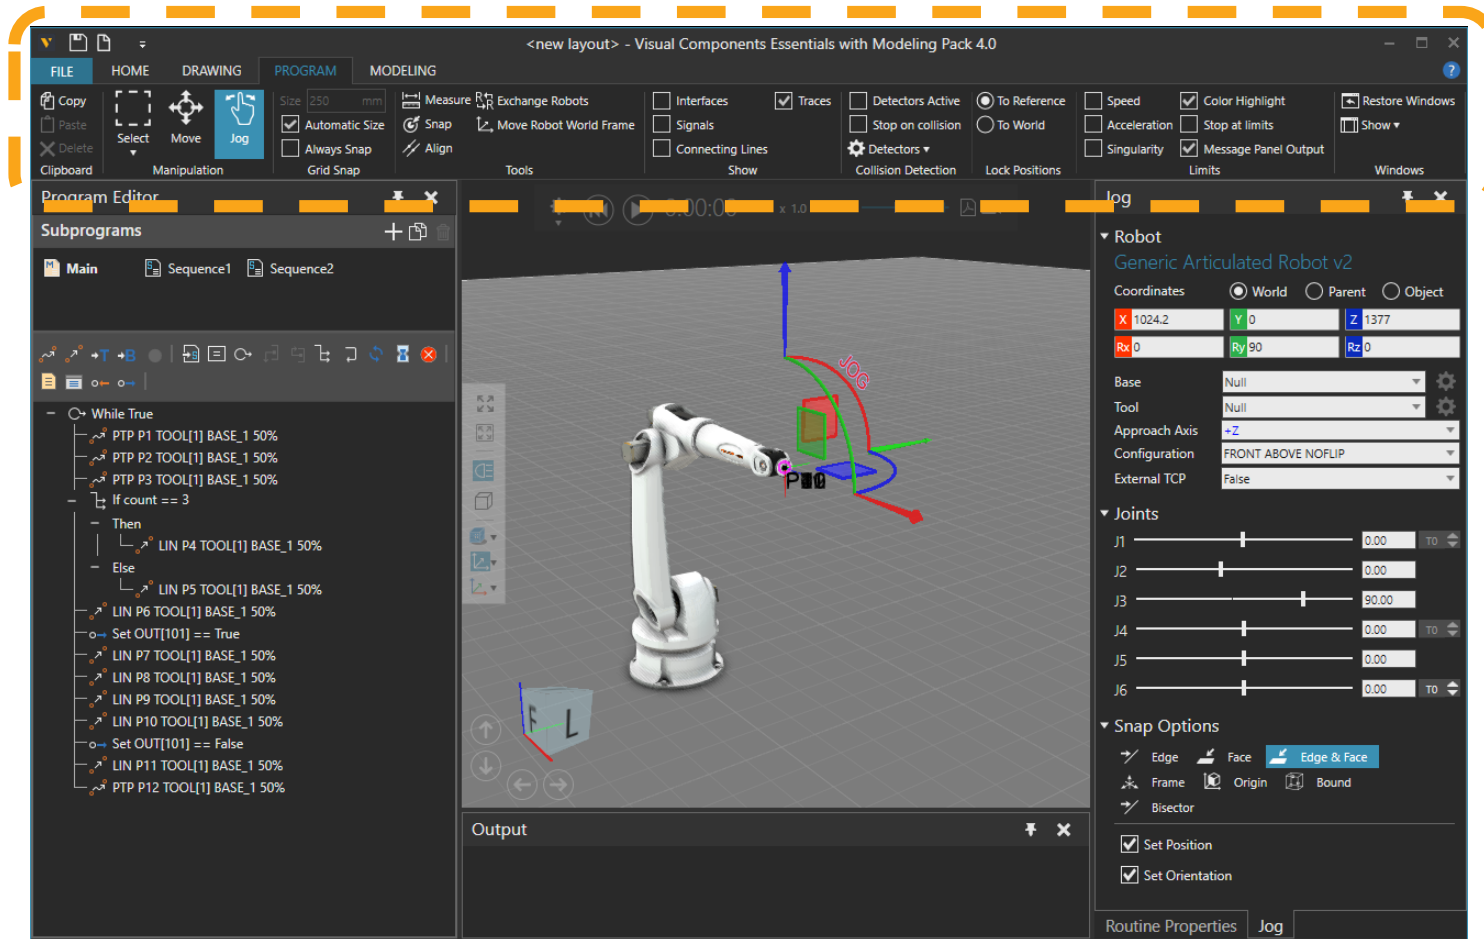 <new layout> - Visual Components Essentials with Modeling Pack 4.0
FILE HOME DRAWING PROGRAM MODELING
Copy
Paste
Delete
Clipboard
Select
Move
Jog
Manipulation
Size 250 mm
Automatic Size
Always Snap
Grid Snap
Measure
Snap
Align
Exchange Robots
Move Robot World Frame
Tools
Interfaces
Signals
Connecting Lines
Traces
Show
Detectors Active
Stop on collision
Detectors
Collision Detection
To Reference
To World
Lock Positions
Speed
Acceleration
Singularity
Color Highlight
Stop at limits
Message Panel Output
Limits
Restore Windows
Show
Windows
Program Editor
Subprograms
Main Sequence1 Sequence2
While True
PTP P1 TOOL[1] BASE_1 50%
PTP P2 TOOL[1] BASE_1 50%
PTP P3 TOOL[1] BASE_1 50%
If count == 3
Then
LIN P4 TOOL[1] BASE_1 50%
Else
LIN P5 TOOL[1] BASE_1 50%
LIN P6 TOOL[1] BASE_1 50%
Set OUT[101] == True
LIN P7 TOOL[1] BASE_1 50%
LIN P8 TOOL[1] BASE_1 50%
LIN P9 TOOL[1] BASE_1 50%
LIN P10 TOOL[1] BASE_1 50%
Set OUT[101] == False
LIN P11 TOOL[1] BASE_1 50%
PTP P12 TOOL[1] BASE_1 50%
x 1.0
JOG
F L
Output
Jog
Robot
Generic Articulated Robot v2
Coordinates World Parent Object
X 1024.2 Y 0 Z 1377
Rx 0 Ry 90 Rz 0
Base Null
Tool Null
Approach Axis +Z
Configuration FRONT ABOVE NOFLIP
External TCP False
Joints
J1 0.00 T0
J2 0.00
J3 90.00
J4 0.00 T0
J5 0.00
J6 0.00 T0
Snap Options
Edge Face Edge & Face
Frame Origin Bound
Bisector
Set Position
Set Orientation
Routine Properties Jog